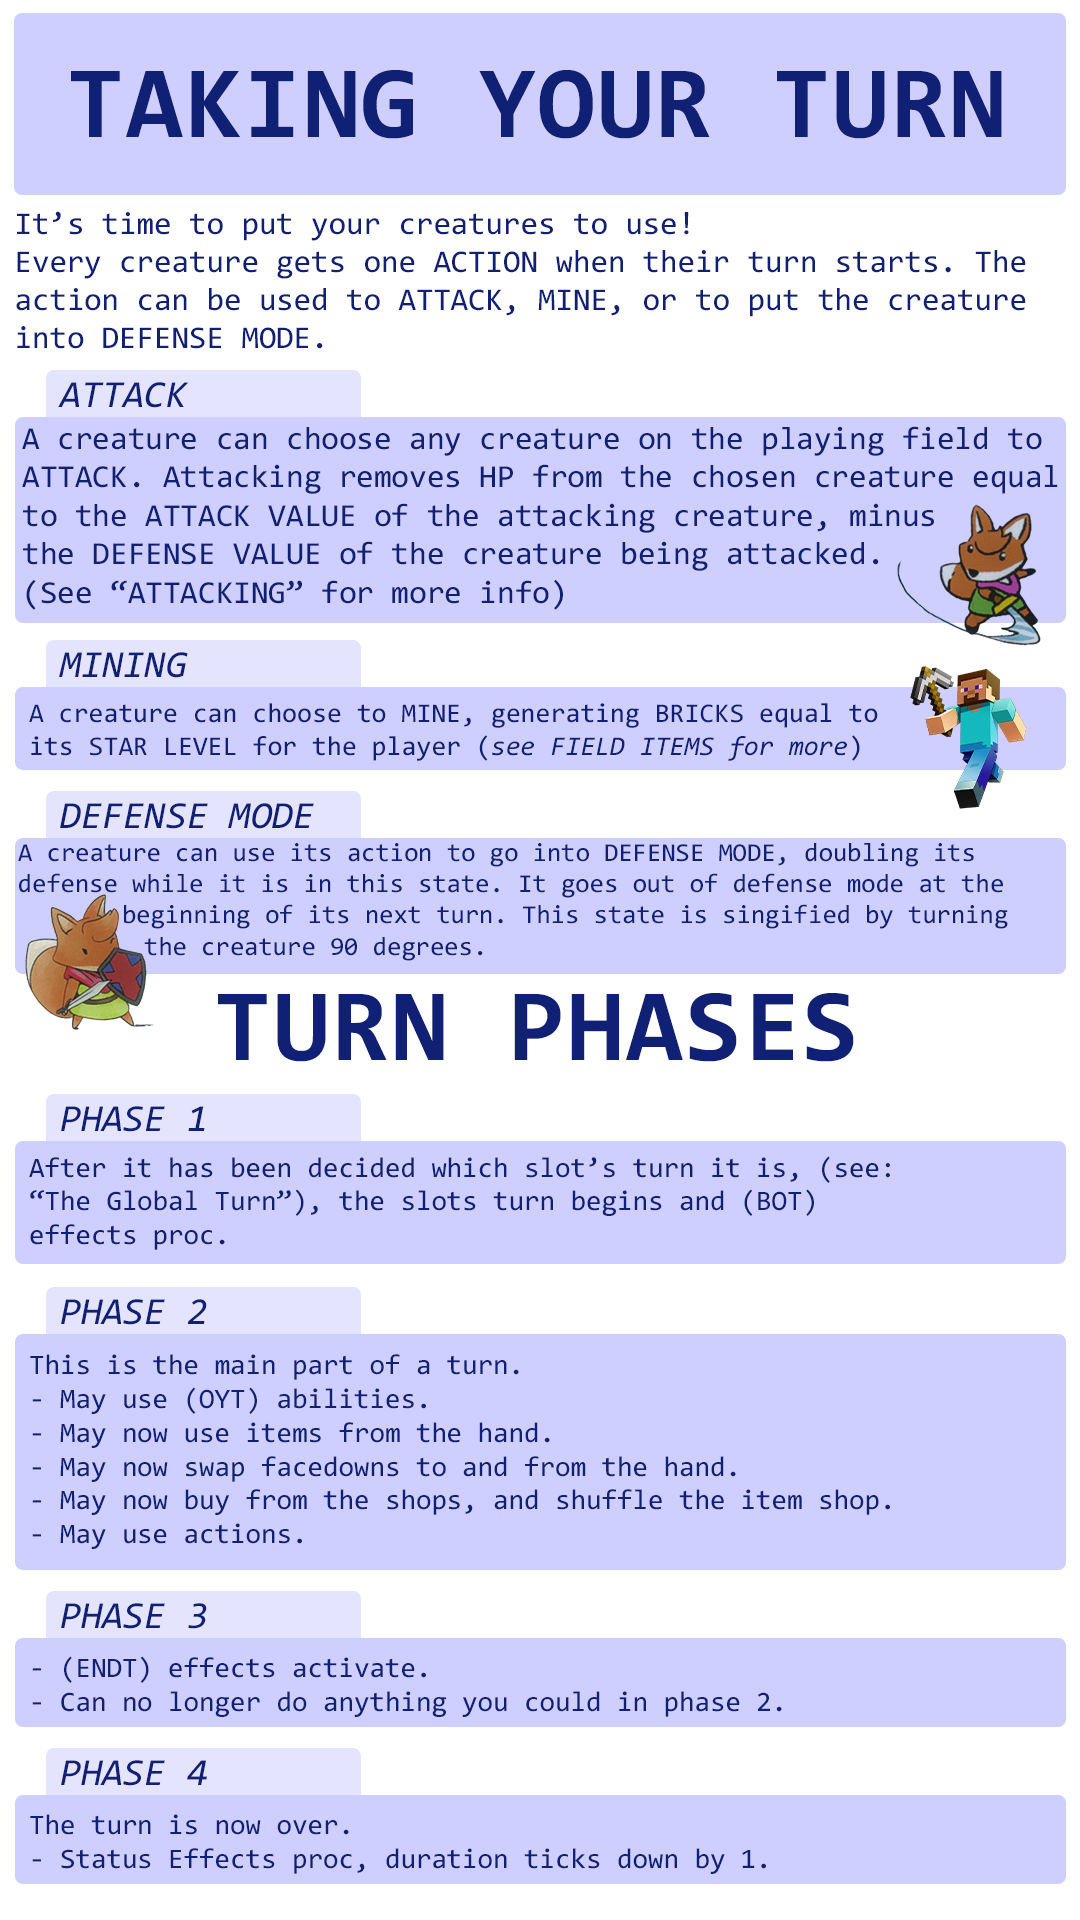 TAKING YOUR TURN
It’s time to put your creatures to use!
Every creature gets one ACTION when their turn starts. The
action can be used to ATTACK, MINE, or to put the creature
into DEFENSE MODE.
ATTACK
A creature can choose any creature on the playing field to
ATTACK. Attacking removes HP from the chosen creature equal
to the ATTACK VALUE of the attacking creature, minus
the DEFENSE VALUE of the creature being attacked.
(See “ATTACKING” for more info)
MINING
A creature can choose to MINE, generating BRICKS equal to
its STAR LEVEL for the player (see FIELD ITEMS for more)
DEFENSE MODE
A creature can use its action to go into DEFENSE MODE, doubling its
defense while it is in this state. It goes out of defense mode at the
beginning of its next turn. This state is singified by turning
the creature 90 degrees.
TURN PHASES
PHASE 1
After it has been decided which slot’s turn it is, (see:
“The Global Turn”), the slots turn begins and (BOT)
effects proc.
PHASE 2
This is the main part of a turn.
- May use (OYT) abilities.
- May now use items from the hand.
- May now swap facedowns to and from the hand.
- May now buy from the shops, and shuffle the item shop.
- May use actions.
PHASE 3
- (ENDT) effects activate.
- Can no longer do anything you could in phase 2.
PHASE 4
The turn is now over.
- Status Effects proc, duration ticks down by 1.